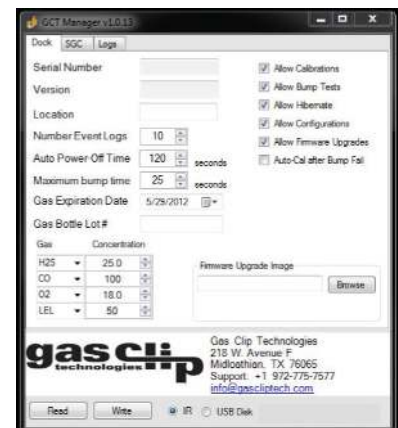 GCT Manager v1.0.13
Dock SGC Logs
Serial Number
Version
Location
Number Event Logs 10
Auto Power Off Time 120 seconds
Maximum bump time 25 seconds
Gas Expiration Date 5/29/2012
Gas Bottle Lot #
Allow Calibrations
Allow Bump Tests
Allow Hibernate
Allow Configurations
Allow Firmware Upgrades
Auto-Cal after Bump Fail
Gas Concentration
H2S 25.0
CO 100
O2 18.0
LEL 50
Firmware Upgrade Image
Browse
gas clip
technologies
Gas Clip Technologies
218 W. Avenue F
Midloathian, TX 76065
Support: +1 972-775-7577
info@gascliptech.com
Read Write IR USB Disk